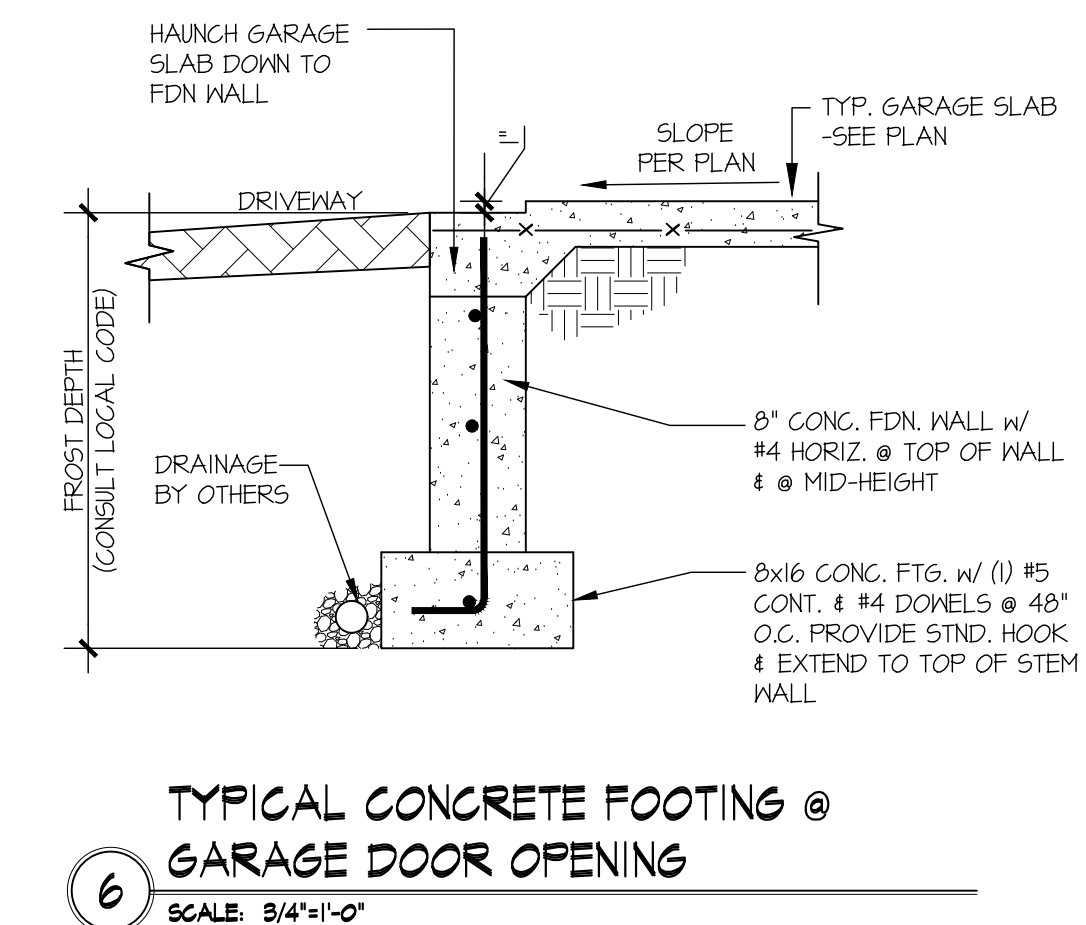 HAUNCH GARAGE
SLAB DOWN TO
FDN WALL
1"
SLOPE
PER PLAN
TYP. GARAGE SLAB
-SEE PLAN
DRIVEWAY
FROST DEPTH
(CONSULT LOCAL CODE)
8" CONC. FDN. WALL w/
#4 HORIZ. @ TOP OF WALL
& @ MID-HEIGHT
DRAINAGE
BY OTHERS
8x16 CONC. FTG. w/ (1) #5
CONT. & #4 DOWELS @ 48"
O.C. PROVIDE STND. HOOK
& EXTEND TO TOP OF STEM
WALL
TYPICAL CONCRETE FOOTING @
GARAGE DOOR OPENING
6
SCALE: 3/4"=1'-0"